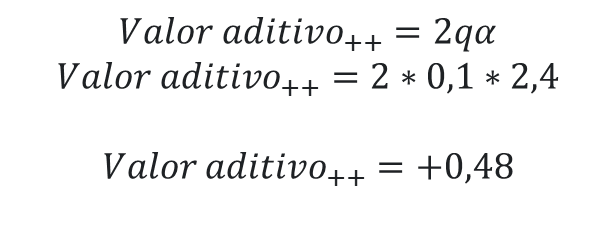 Valor aditivo₊₊ = 2qα
Valor aditivo₊₊ = 2 * 0,1 * 2,4
Valor aditivo₊₊ = +0,48